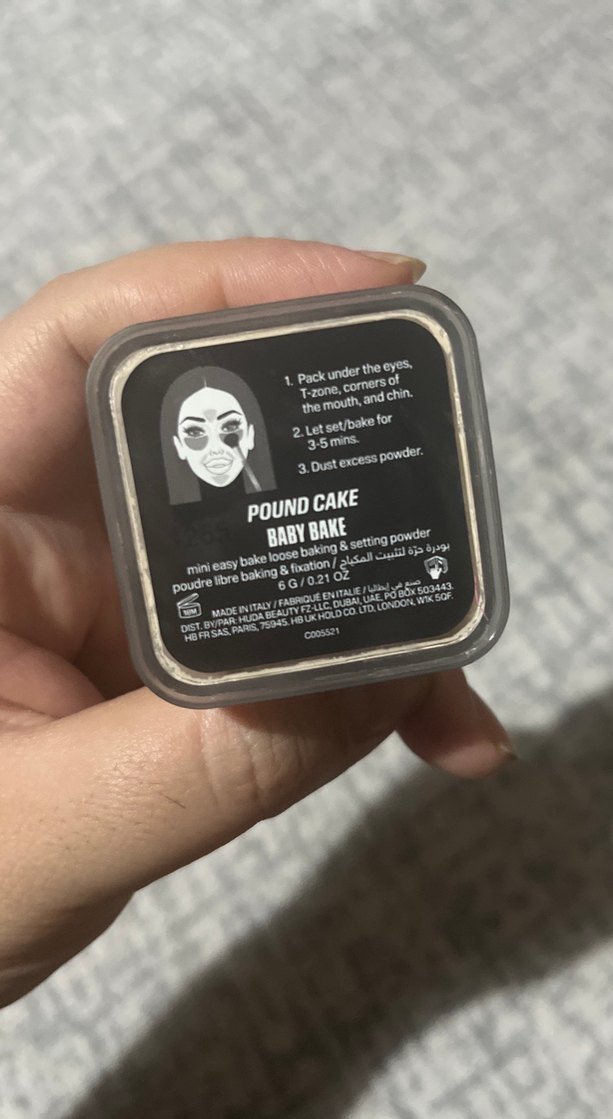 1. Pack under the eyes,
T-zone, corners of
the mouth, and chin.
2. Let set/bake for
3-5 mins.
3. Dust excess powder.
POUND CAKE
BABY BAKE
mini easy bake loose baking & setting powder
poudre libre baking & fixation / بودرة حرّة لتثبيت المكياج
6 G / 0.21 OZ
18M
MADE IN ITALY / FABRIQUÉ EN ITALIE / صنع في إيطاليا
DIST. BY/PAR: HUDA BEAUTY FZ-LLC, DUBAI, UAE, PO BOX 503443.
HB FR SAS, PARIS, 75945. HB UK HOLD CO. LTD, LONDON, W1K 5QF.
C005521